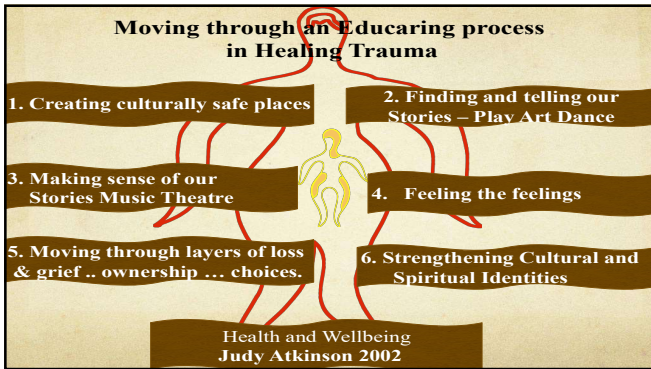 Moving through an Educaring process
in Healing Trauma
1. Creating culturally safe places
2. Finding and telling our
Stories – Play Art Dance
3. Making sense of our
Stories Music Theatre
4. Feeling the feelings
5. Moving through layers of loss
& grief .. ownership ... choices.
6. Strengthening Cultural and
Spiritual Identities
Health and Wellbeing
Judy Atkinson 2002